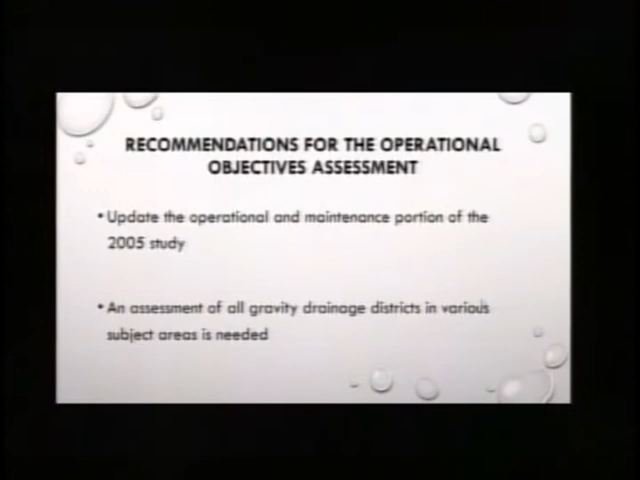 RECOMMENDATIONS FOR THE OPERATIONAL
OBJECTIVES ASSESSMENT
• Update the operational and maintenance portion of the
2005 study
• An assessment of all gravity drainage districts in various
subject areas is needed